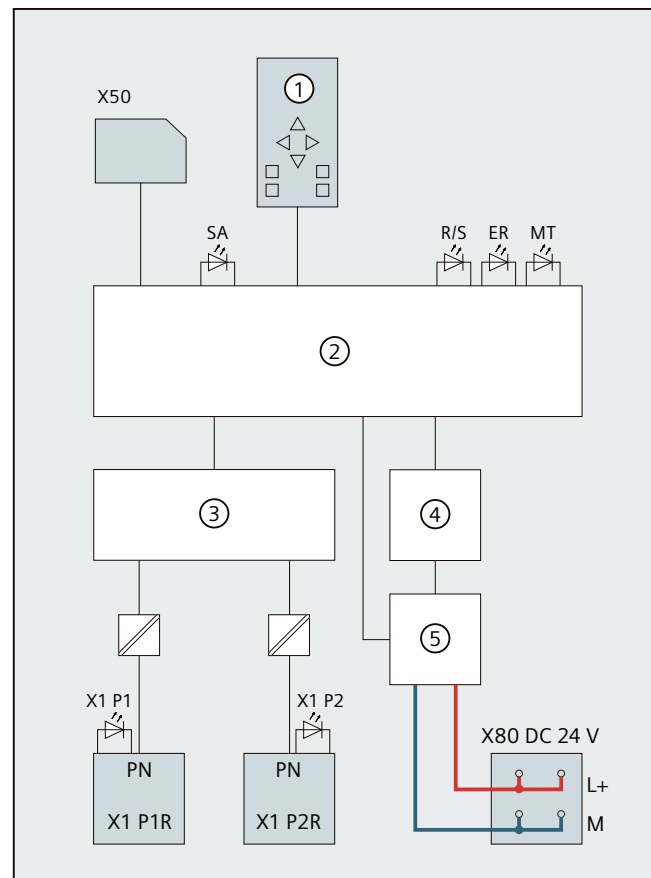 X50
①
SA
R/S ER MT
②
③
④
⑤
X1 P1
X1 P2
X80 DC 24 V
PN
PN
L+
X1 P1R
X1 P2R
M